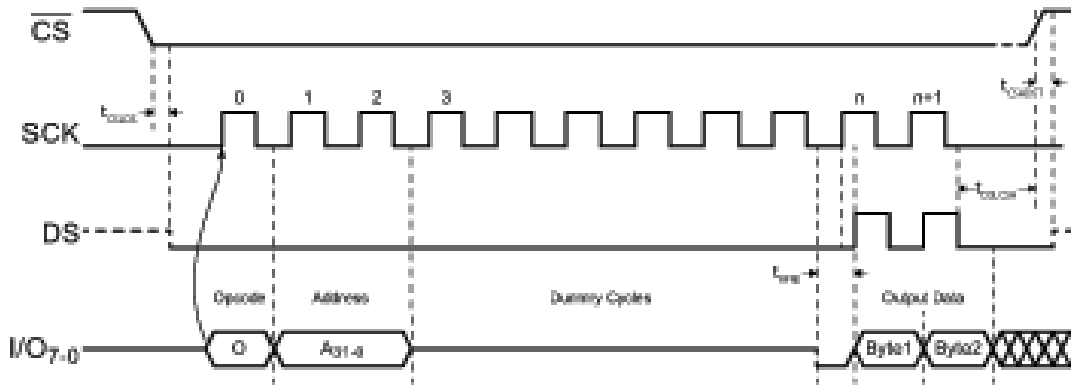 CS
0 1 2 3 n n+1
SCK
DS
Opcode Address Dummy Cycles Output Data
I/O7-0 O Byte1 Byte2